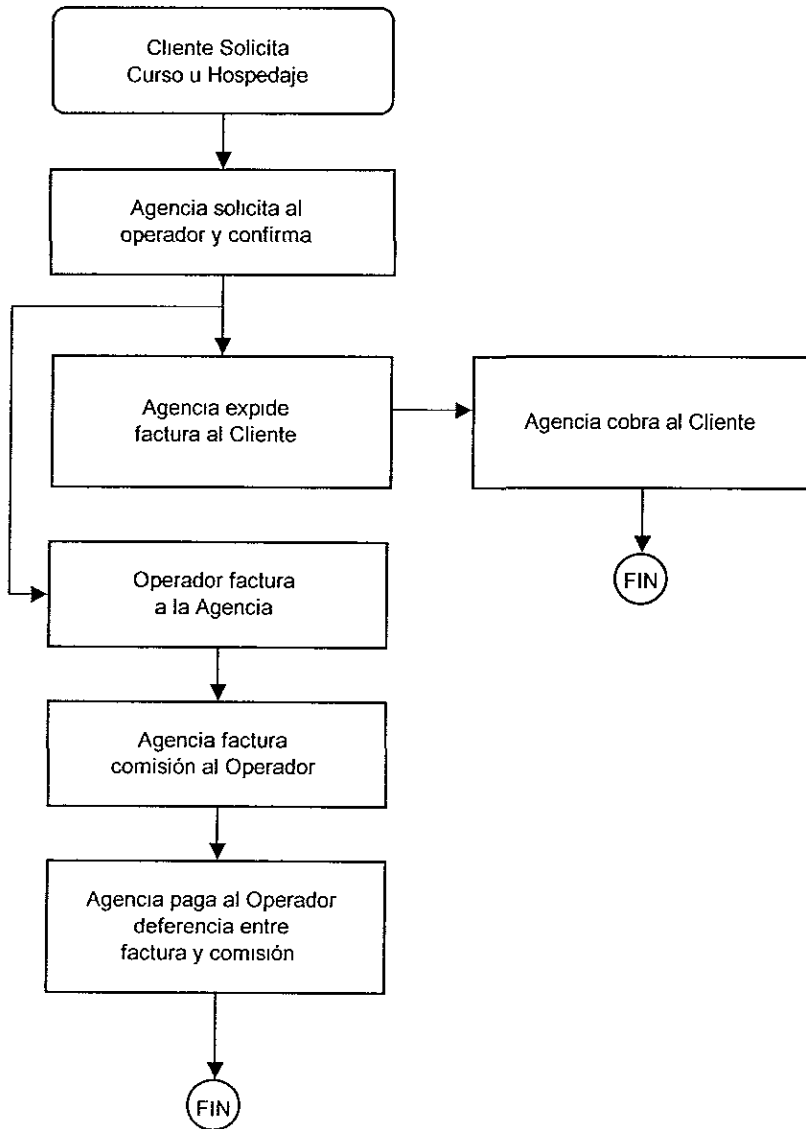 Cliente Solicita
Curso u Hospedaje
Agencia solicita al
operador y confirma
Agencia expide
factura al Cliente
Agencia cobra al Cliente
FIN
Operador factura
a la Agencia
Agencia factura
comisión al Operador
Agencia paga al Operador
deferencia entre
factura y comisión
FIN